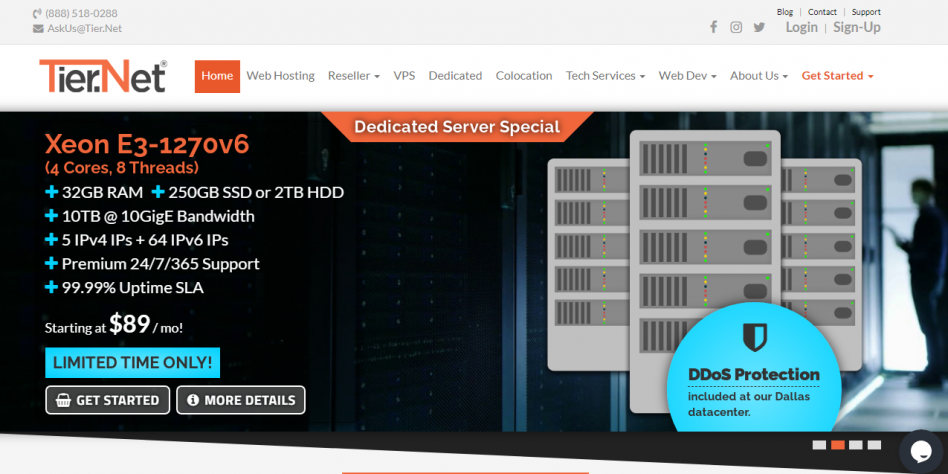 (888) 518-0288
AskUs@Tier.Net
Blog | Contact | Support
Login | Sign-Up
Tier.Net®
Home Web Hosting Reseller VPS Dedicated Colocation Tech Services Web Dev About Us Get Started
Dedicated Server Special
Xeon E3-1270v6
(4 Cores, 8 Threads)
+ 32GB RAM + 250GB SSD or 2TB HDD
+ 10TB @ 10GigE Bandwidth
+ 5 IPv4 IPs + 64 IPv6 IPs
+ Premium 24/7/365 Support
+ 99.99% Uptime SLA
Starting at $89 / mo!
LIMITED TIME ONLY!
GET STARTED MORE DETAILS
DDoS Protection
included at our Dallas
datacenter.